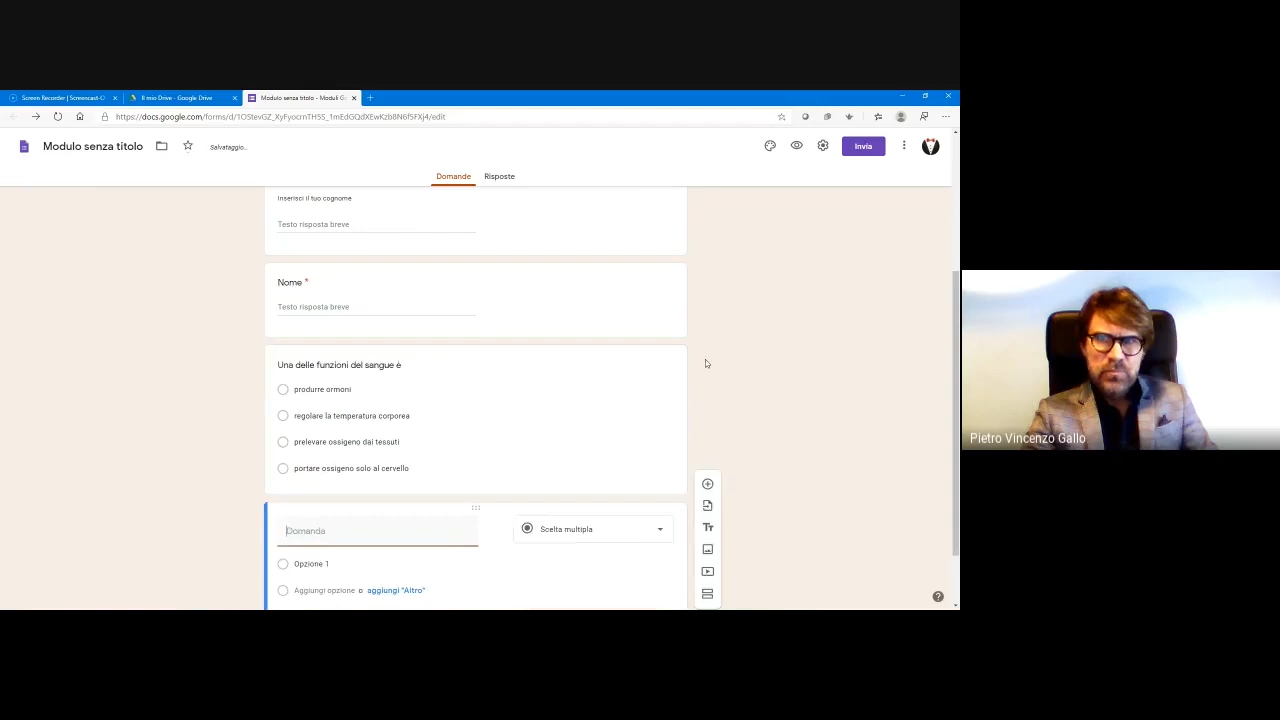 Screen Recorder | Screencast-O
Il mio Drive - Google Drive
Modulo senza titolo - Moduli G
https://docs.google.com/forms/d/1OStevGZ_XyFyocrnTH5S_1mEdGQdXEwKzb8N6f5FXj4/edit
Modulo senza titolo
Salvataggio...
Invia
Domande
Risposte
Inserisci il tuo cognome
Testo risposta breve
Nome *
Testo risposta breve
Una delle funzioni del sangue è
produrre ormoni
regolare la temperatura corporea
prelevare ossigeno dai tessuti
portare ossigeno solo al cervello
Domanda
Scelta multipla
Opzione 1
Aggiungi opzione o aggiungi "Altro"
Tт
Pietro Vincenzo Gallo